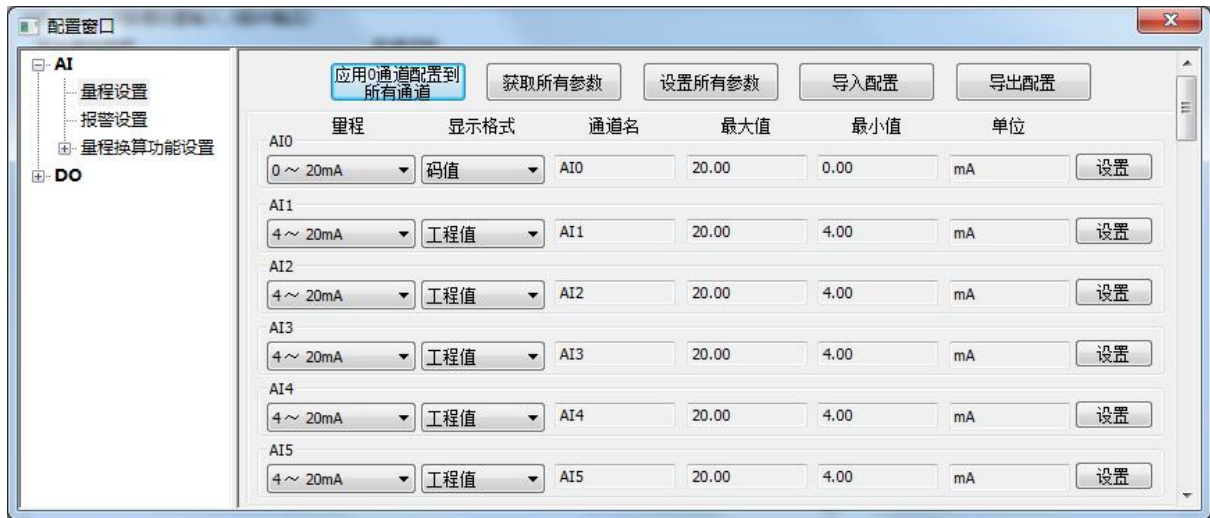 配置窗口
AI
量程设置
报警设置
量程换算功能设置
DO
应用0通道配置到
所有通道
获取所有参数
设置所有参数
导入配置
导出配置
量程 显示格式 通道名 最大值 最小值 单位
AI0
0～ 20mA 码值 AI0 20.00 0.00 mA 设置
AI1
4～ 20mA 工程值 AI1 20.00 4.00 mA 设置
AI2
4～ 20mA 工程值 AI2 20.00 4.00 mA 设置
AI3
4～ 20mA 工程值 AI3 20.00 4.00 mA 设置
AI4
4～ 20mA 工程值 AI4 20.00 4.00 mA 设置
AI5
4～ 20mA 工程值 AI5 20.00 4.00 mA 设置